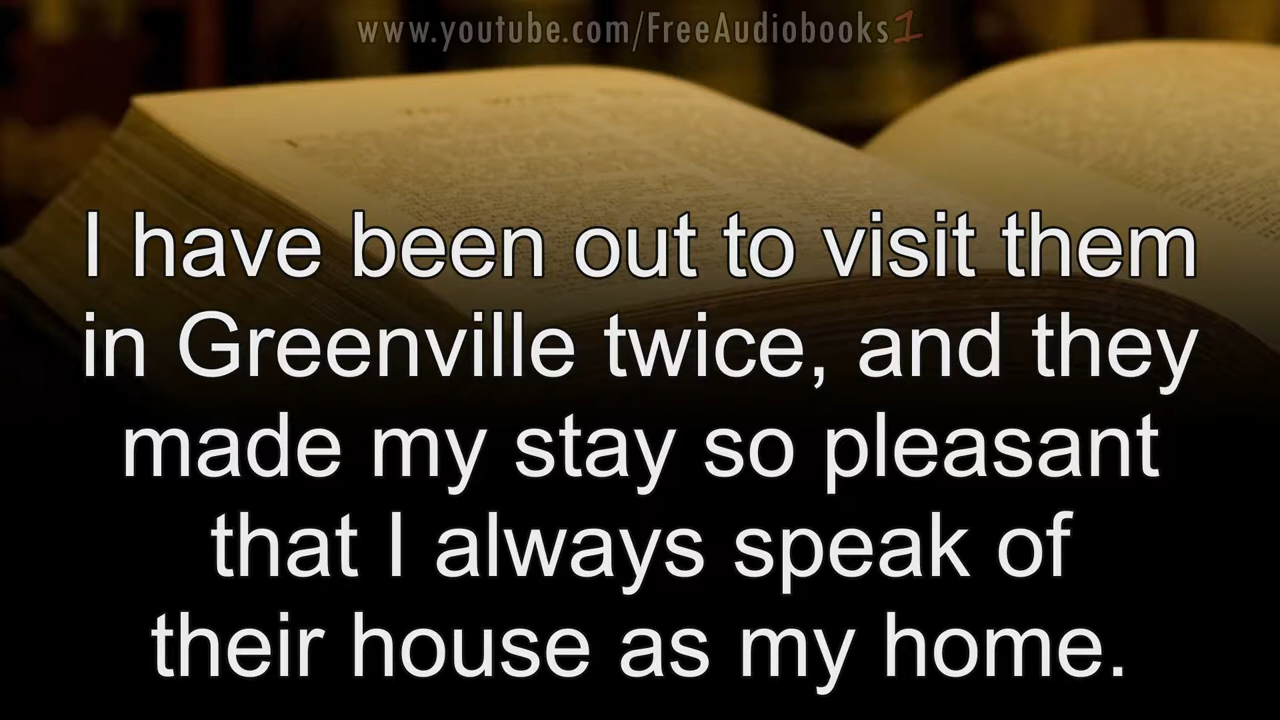 www.youtube.com/FreeAudiobooks1
I have been out to visit them
in Greenville twice, and they
made my stay so pleasant
that I always speak of
their house as my home.